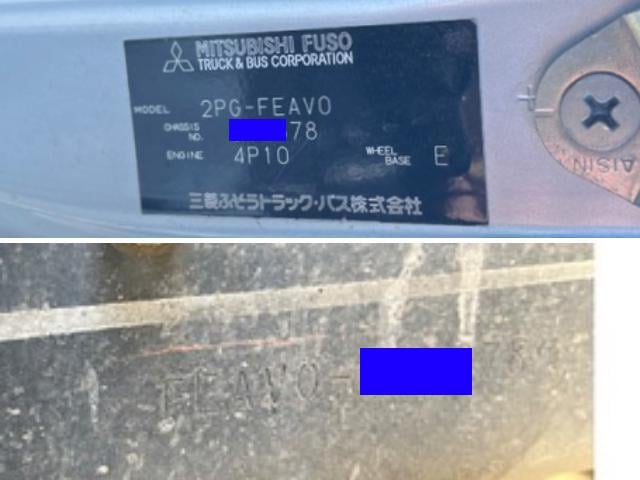 MITSUBISHI FUSO
TRUCK & BUS CORPORATION
MODEL 2PG-FEAV0
CHASSIS NO. 78
ENGINE 4P10 WHEEL BASE E
三菱ふそうトラック・バス株式会社
AISIN
FEAV0-